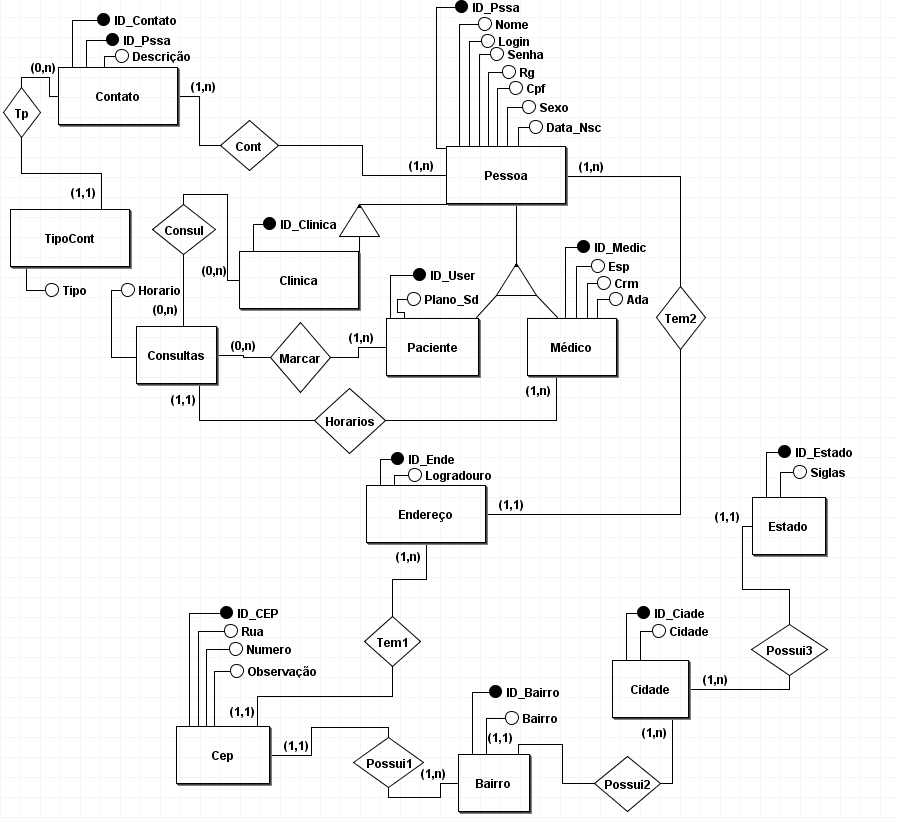 ID_Contato
ID_Pssa
Descrição
(0,n)
Contato
(1,n)
Tp
Cont
(1,1)
TipoCont
Tipo
ID_Pssa
Nome
Login
Senha
Rg
Cpf
Sexo
Data_Nsc
(1,n)
Pessoa
(1,n)
Consul
ID_Clinica
(0,n)
Clinica
Horario
(0,n)
Consultas
(0,n)
Marcar
(1,n)
ID_User
Plano_Sd
Paciente
ID_Medic
Esp
Crm
Ada
Médico
Tem2
(1,1)
Horarios
(1,n)
ID_Ende
Logradouro
Endereço
(1,1)
(1,n)
ID_Estado
Siglas
(1,1)
Estado
ID_CEP
Rua
Numero
Observação
Tem1
(1,1)
Cep
(1,1)
Possui1
(1,n)
ID_Bairro
Bairro
(1,1)
Bairro
Possui2
ID_Ciade
Cidade
Cidade
(1,n)
(1,n)
Possui3